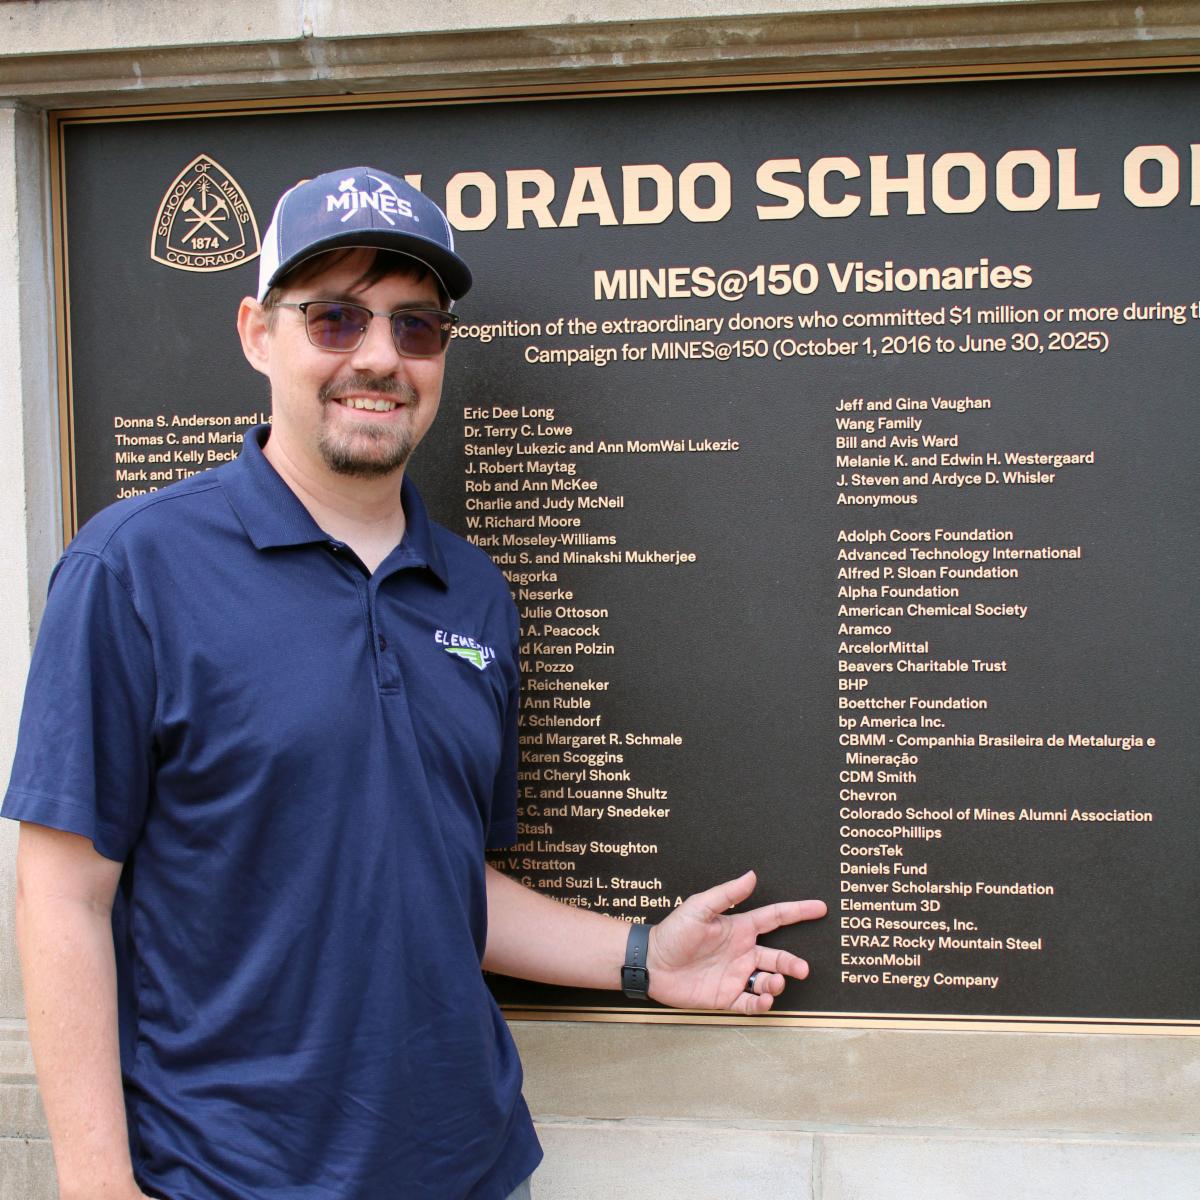 SCHOOL OF MINES
1874
COLORADO
MINES
ORADO SCHOOL O
MINES@150 Visionaries
ecognition of the extraordinary donors who committed $1 million or more during
Campaign for MINES@150 (October 1, 2016 to June 30, 2025)
Donna S. Anderson and
Thomas C. and
Mike and Kelly Beck
Mark and
Eric Dee Long
Dr. Terry C. Lowe
Stanley Lukezic and Ann MomWai Lukezic
J. Robert Maytag
Rob and Ann McKee
Charlie and Judy McNeil
W. Richard Moore
Mark Moseley-Williams
S. and Minakshi Mukherjee
Nagorka
Neserke
Julie Ottoson
A. Peacock
Karen Polzin
M. Pozzo
Reicheneker
Ann Ruble
Schlendorf
and Margaret R. Schmale
Karen Scoggins
and Cheryl Shonk
E. and Louanne Shultz
C. and Mary Snedeker
Stash
and Lindsay Stoughton
V. Stratton
G. and Suzi L. Strauch
Jr. and Beth A.
Jeff and Gina Vaughan
Wang Family
Bill and Avis Ward
Melanie K. and Edwin H. Westergaard
J. Steven and Ardyce D. Whisler
Anonymous
Adolph Coors Foundation
Advanced Technology International
Alfred P. Sloan Foundation
Alpha Foundation
American Chemical Society
Aramco
ArcelorMittal
Beavers Charitable Trust
BHP
Boettcher Foundation
bp America Inc.
CBMM - Companhia Brasileira de Metalurgia e
Mineração
CDM Smith
Chevron
Colorado School of Mines Alumni Association
ConocoPhillips
CoorsTek
Daniels Fund
Denver Scholarship Foundation
Elementum 3D
EOG Resources, Inc.
EVRAZ Rocky Mountain Steel
ExxonMobil
Fervo Energy Company